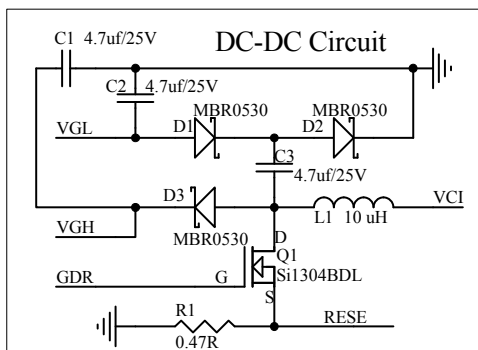 DC-DC Circuit
C1 4.7uf/25V
C2 4.7uf/25V
MBR0530 MBR0530
VGL D1 D2
C3
4.7uf/25V
D3 VCI
VGH L1 10 uH
MBR0530 D
Q1
GDR G Si1304BDL
S
R1 RESE
0.47R